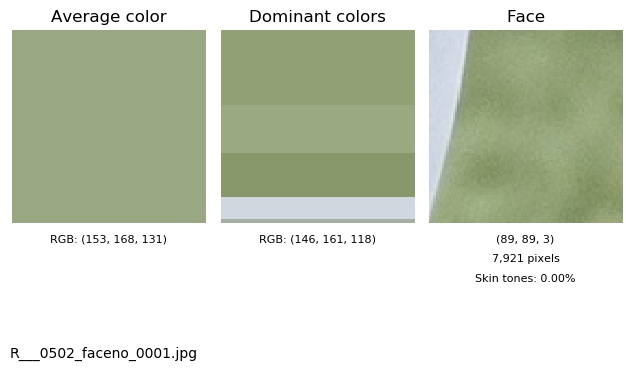 Average color
Dominant colors
Face
RGB: (153, 168, 131)
RGB: (146, 161, 118)
(89, 89, 3)
7,921 pixels
Skin tones: 0.00%
R___0502_faceno_0001.jpg